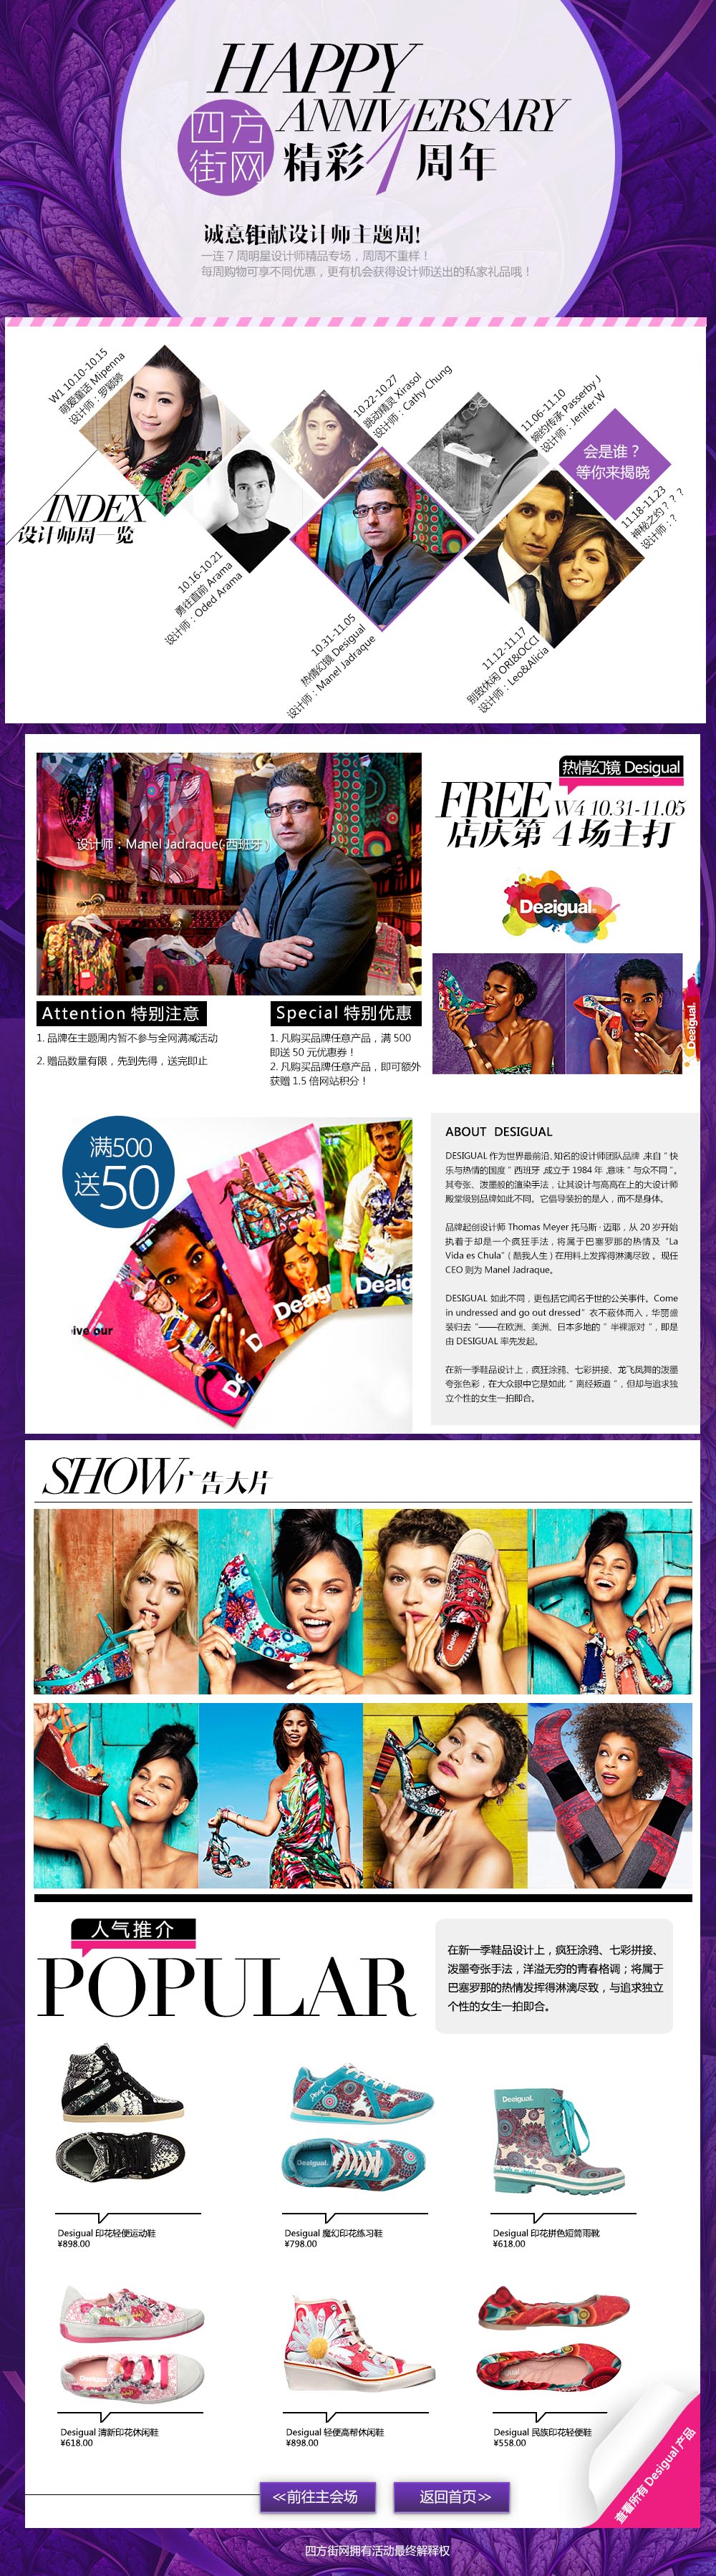 HAPPY
ANNIVERSARY
四方
街网
精彩1周年
诚意钜献设计师主题周!
一连7周明星设计师精品专场，周周不重样！
每周购物可享不同优惠，更有机会获得设计师送出的私家礼品哦！
W1 10.10-10.15
萌爱童话 Mipenna
设计师：罗颖婷
10.22-10.27
跳动精灵 Xirasol
设计师：Cathy Chung
11.06-11.10
婉约传承 Passerby J
设计师：Jenifer.W
会是谁？
等你来揭晓
11.18-11.23
神秘之约？？？
设计师：?
INDEX
设计师周一览
10.16-10.21
勇往直前 Arama
设计师：Oded Arama
10.31-11.05
热情幻镜 Desigual
设计师：Manel Jadraque
11.12-11.17
别致休闲 ORI&OCCI
设计师：Leo&Alicia
设计师：Manel Jadraque(·西班牙)
热情幻镜 Desigual
FREE W4 10.31-11.05
店庆第 4 场主打
Desigual.
Desigual.
Attention 特别注意
1. 品牌在主题周内暂不参与全网满减活动
2. 赠品数量有限，先到先得，送完即止
Special 特别优惠
1. 凡购买品牌任意产品，满 500
即送 50 元优惠券！
2. 凡购买品牌任意产品，即可额外
获赠 1.5 倍网站积分！
满500
送50
ive our
Desigual
Desigual
ABOUT DESIGUAL
DESIGUAL 作为世界最前沿、知名的设计师团队品牌，来自“快
乐与热情的国度”西班牙，成立于 1984 年，意味“与众不同”。
其夸张、泼墨般的渲染手法，让其设计与高高在上的大设计师
殿堂级别品牌如此不同。它倡导装扮的是人，而不是身体。
品牌起创设计师 Thomas Meyer 托马斯·迈耶，从 20 岁开始
执着于却是一个疯狂手法，将属于巴塞罗那的热情及“La
Vida es Chula”（酷我人生）在用料上发挥得淋漓尽致。现任
CEO 则为 Manel Jadraque。
DESIGUAL 如此不同，更包括它闻名于世的公关事件。Come
in undressed and go out dressed”衣不蔽体而入，华丽盛
装归去“——在欧洲、美洲、日本多地的“半裸派对”，即是
由 DESIGUAL 率先发起。
在新一季鞋品设计上，疯狂涂鸦、七彩拼接、龙飞凤舞的泼墨
夸张色彩，在大众眼中它是如此“离经叛道”，但却与追求独
立个性的女生一拍即合。
SHOW广告大片
人气推介
POPULAR
在新一季鞋品设计上，疯狂涂鸦、七彩拼接、
泼墨夸张手法，洋溢无穷的青春格调；将属于
巴塞罗那的热情发挥得淋漓尽致，与追求独立
个性的女生一拍即合。
Desigual 印花轻便运动鞋
¥898.00
Desigual 魔幻印花练习鞋
¥798.00
Desigual 印花拼色短筒雨靴
¥618.00
Desigual 清新印花休闲鞋
¥618.00
Desigual 轻便高帮休闲鞋
¥898.00
Desigual 民族印花轻便鞋
¥558.00
查看所有 Desigual 产品
<<前往主会场
返回首页>>
四方街网拥有活动最终解释权